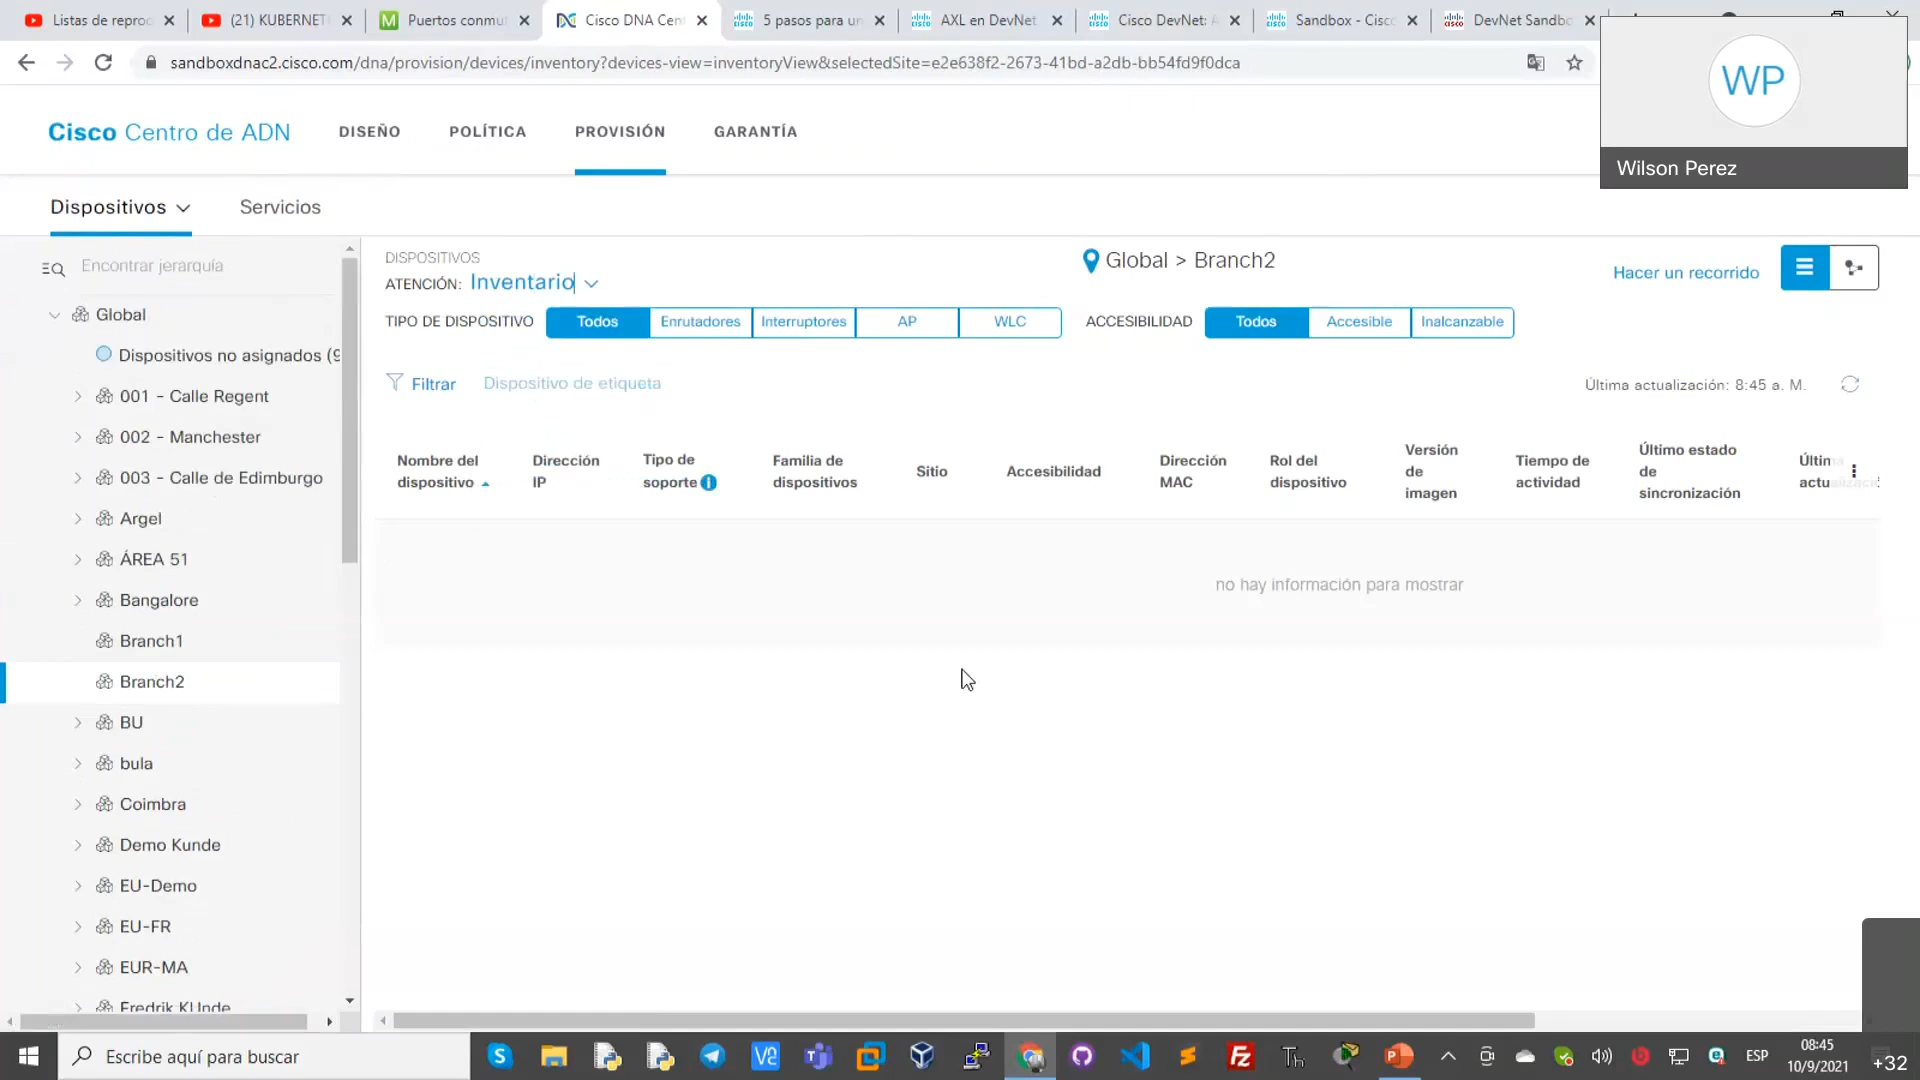 Listas de reproc
(21) KUBERNET
Puertos conmu
Cisco DNA Cen
5 pasos para un
AXL en DevNet
Cisco DevNet: A
Sandbox - Cisc
DevNet Sandbo
sandboxdnac2.cisco.com/dna/provision/devices/inventory?devices-view=inventoryView&selectedSite=e2e638f2-2673-41bd-a2db-bb54fd9f0dca
WP
Wilson Perez
Cisco Centro de ADN
DISEÑO
POLÍTICA
PROVISIÓN
GARANTÍA
Dispositivos
Servicios
Encontrar jerarquía
Global
Dispositivos no asignados (9
001 - Calle Regent
002 - Manchester
003 - Calle de Edimburgo
Argel
ÁREA 51
Bangalore
Branch1
Branch2
BU
bula
Coimbra
Demo Kunde
EU-Demo
EU-FR
EUR-MA
Fredrik KUnde
DISPOSITIVOS
ATENCIÓN: Inventario
Global > Branch2
Hacer un recorrido
TIPO DE DISPOSITIVO
Todos
Enrutadores
Interruptores
AP
WLC
ACCESIBILIDAD
Todos
Accesible
Inalcanzable
Filtrar
Dispositivo de etiqueta
Última actualización: 8:45 a. M.
Nombre del
dispositivo
Dirección
IP
Tipo de
soporte
Familia de
dispositivos
Sitio
Accesibilidad
Dirección
MAC
Rol del
dispositivo
Versión
de
imagen
Tiempo de
actividad
Último estado
de
sincronización
Últim
actualizació
no hay información para mostrar
Escribe aquí para buscar
ESP
08:45
10/9/2021
+32